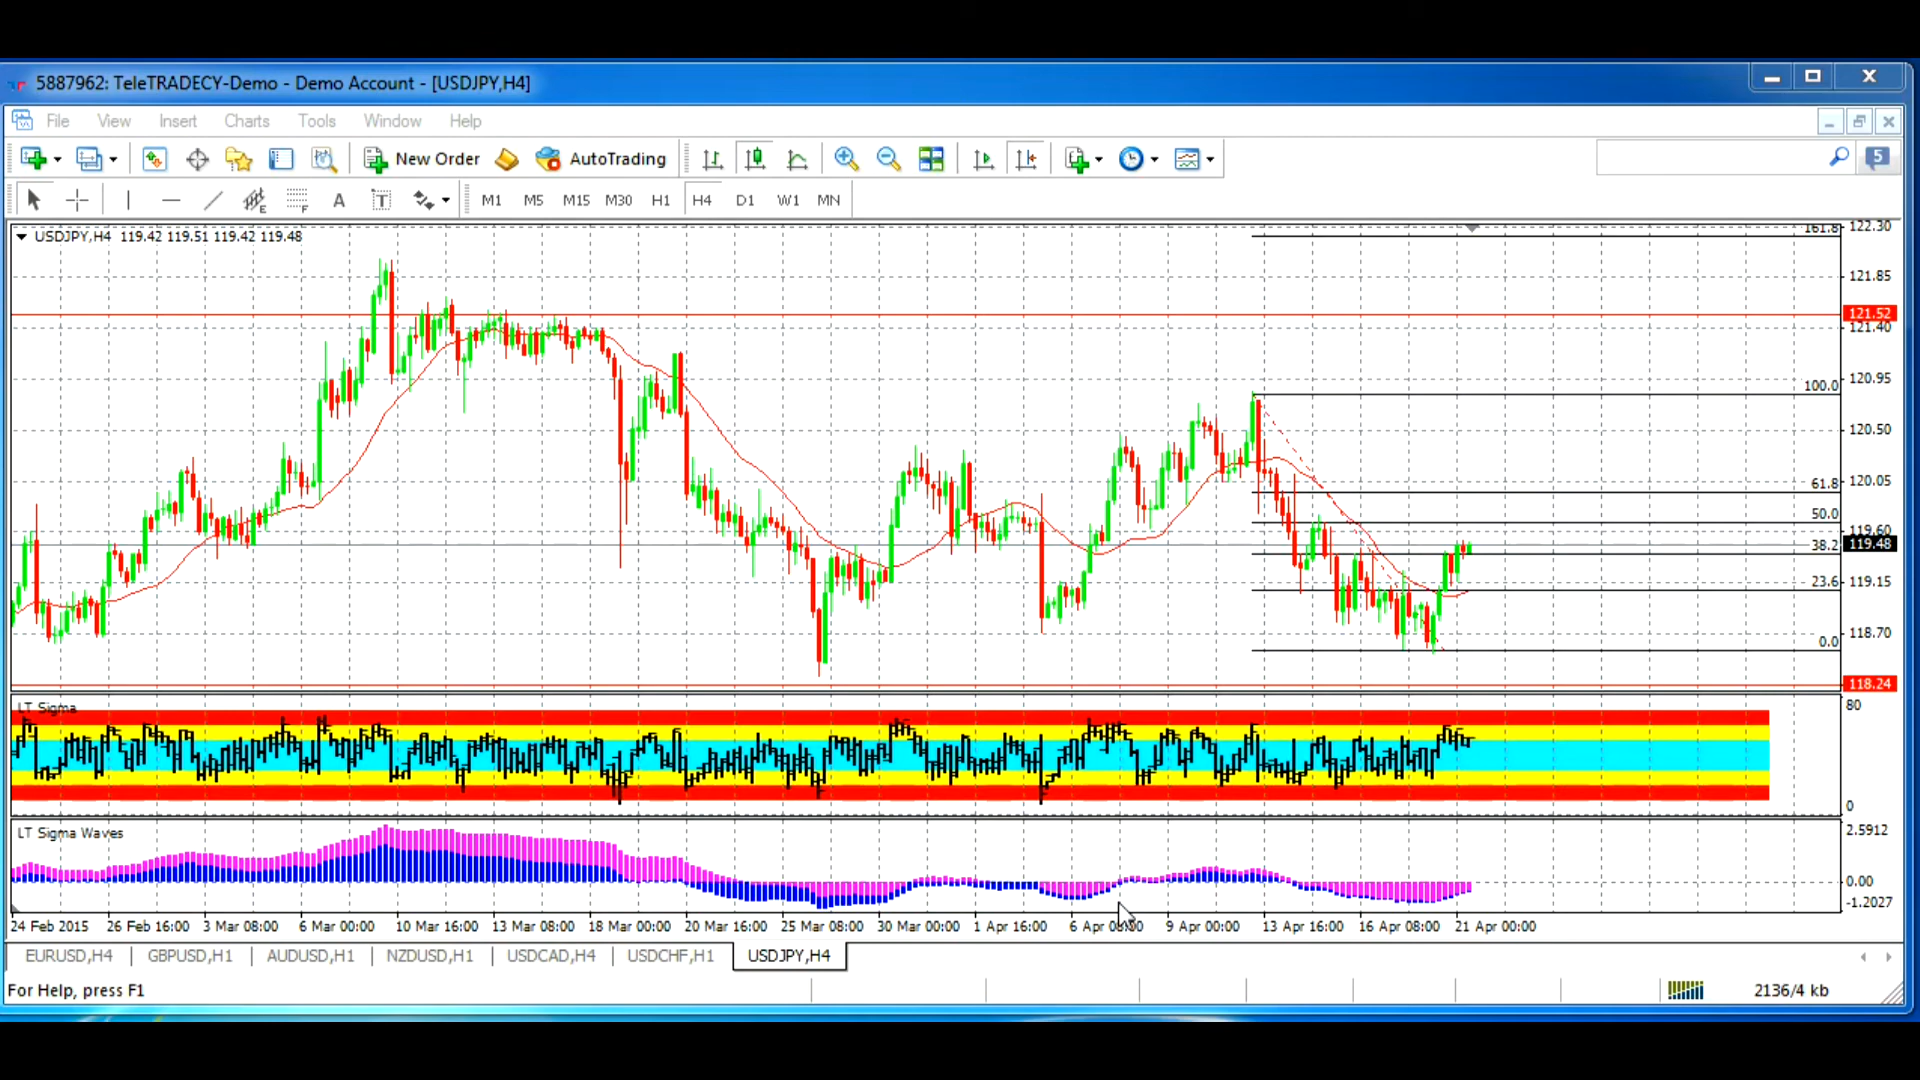 5887962: TeleTRADECY-Demo - Demo Account - [USDJPY,H4]
File View Insert Charts Tools Window Help
New Order AutoTrading 5
E F A T M1 M5 M15 M30 H1 H4 D1 W1 MN
USDJPY,H4 119.42 119.51 119.42 119.48
161.8 122.30
121.85
121.52
121.40
100.0 120.95
120.50
61.8 120.05
50.0
119.60
38.2 119.48
23.6 119.15
118.70
0.0
118.24
LT Sigma 80
0
LT Sigma Waves 2.5912
0.00
-1.2027
24 Feb 2015 26 Feb 16:00 3 Mar 08:00 6 Mar 00:00 10 Mar 16:00 13 Mar 08:00 18 Mar 00:00 20 Mar 16:00 25 Mar 08:00 30 Mar 00:00 1 Apr 16:00 6 Apr 08:00 9 Apr 00:00 13 Apr 16:00 16 Apr 08:00 21 Apr 00:00
EURUSD,H4 GBPUSD,H1 AUDUSD,H1 NZDUSD,H1 USDCAD,H4 USDCHF,H1 USDJPY,H4
For Help, press F1 2136/4 kb